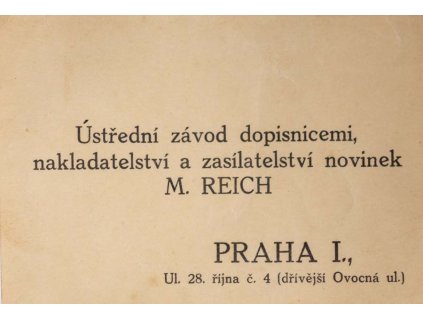 Ústřední závod dopisnicemi,
nakladatelství a zasílatelství novinek
M. REICH
PRAHA I.,
Ul. 28. října č. 4 (dřívější Ovocná ul.)